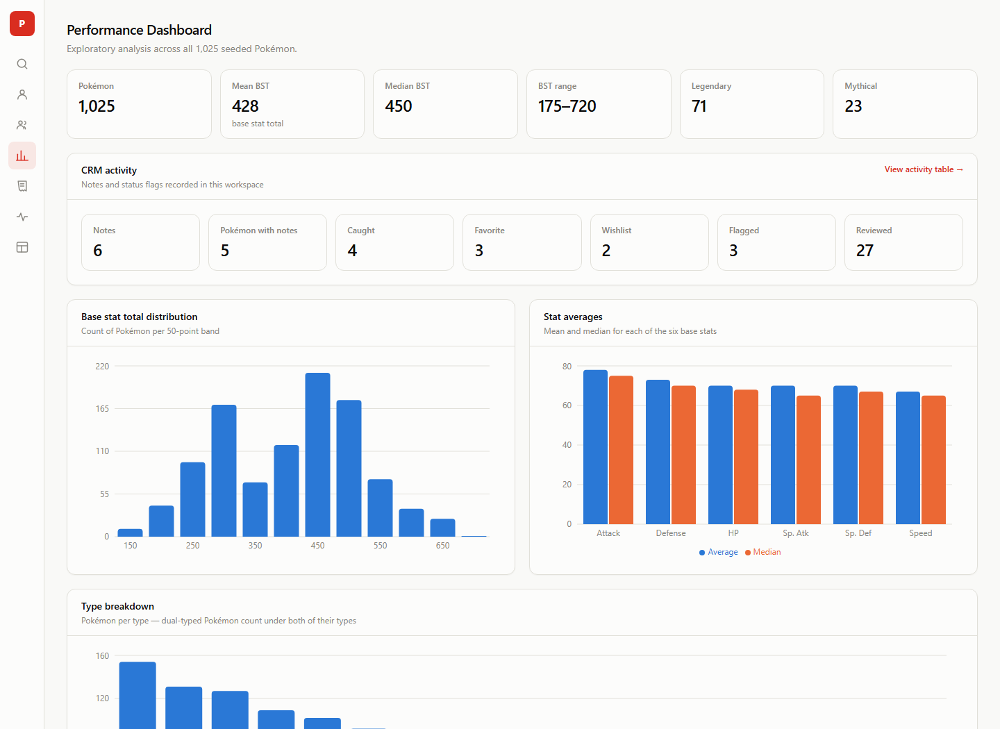 P
Performance Dashboard
Exploratory analysis across all 1,025 seeded Pokémon.
Pokémon
1,025
Mean BST
428
base stat total
Median BST
450
BST range
175–720
Legendary
71
Mythical
23
CRM activity
View activity table →
Notes and status flags recorded in this workspace
Notes
6
Pokémon with notes
5
Caught
4
Favorite
3
Wishlist
2
Flagged
3
Reviewed
27
Base stat total distribution
Count of Pokémon per 50-point band
220
165
110
55
0
150 250 350 450 550 650
Stat averages
Mean and median for each of the six base stats
80
60
40
20
0
Attack Defense HP Sp. Atk Sp. Def Speed
Average Median
Type breakdown
Pokémon per type — dual-typed Pokémon count under both of their types
160
120